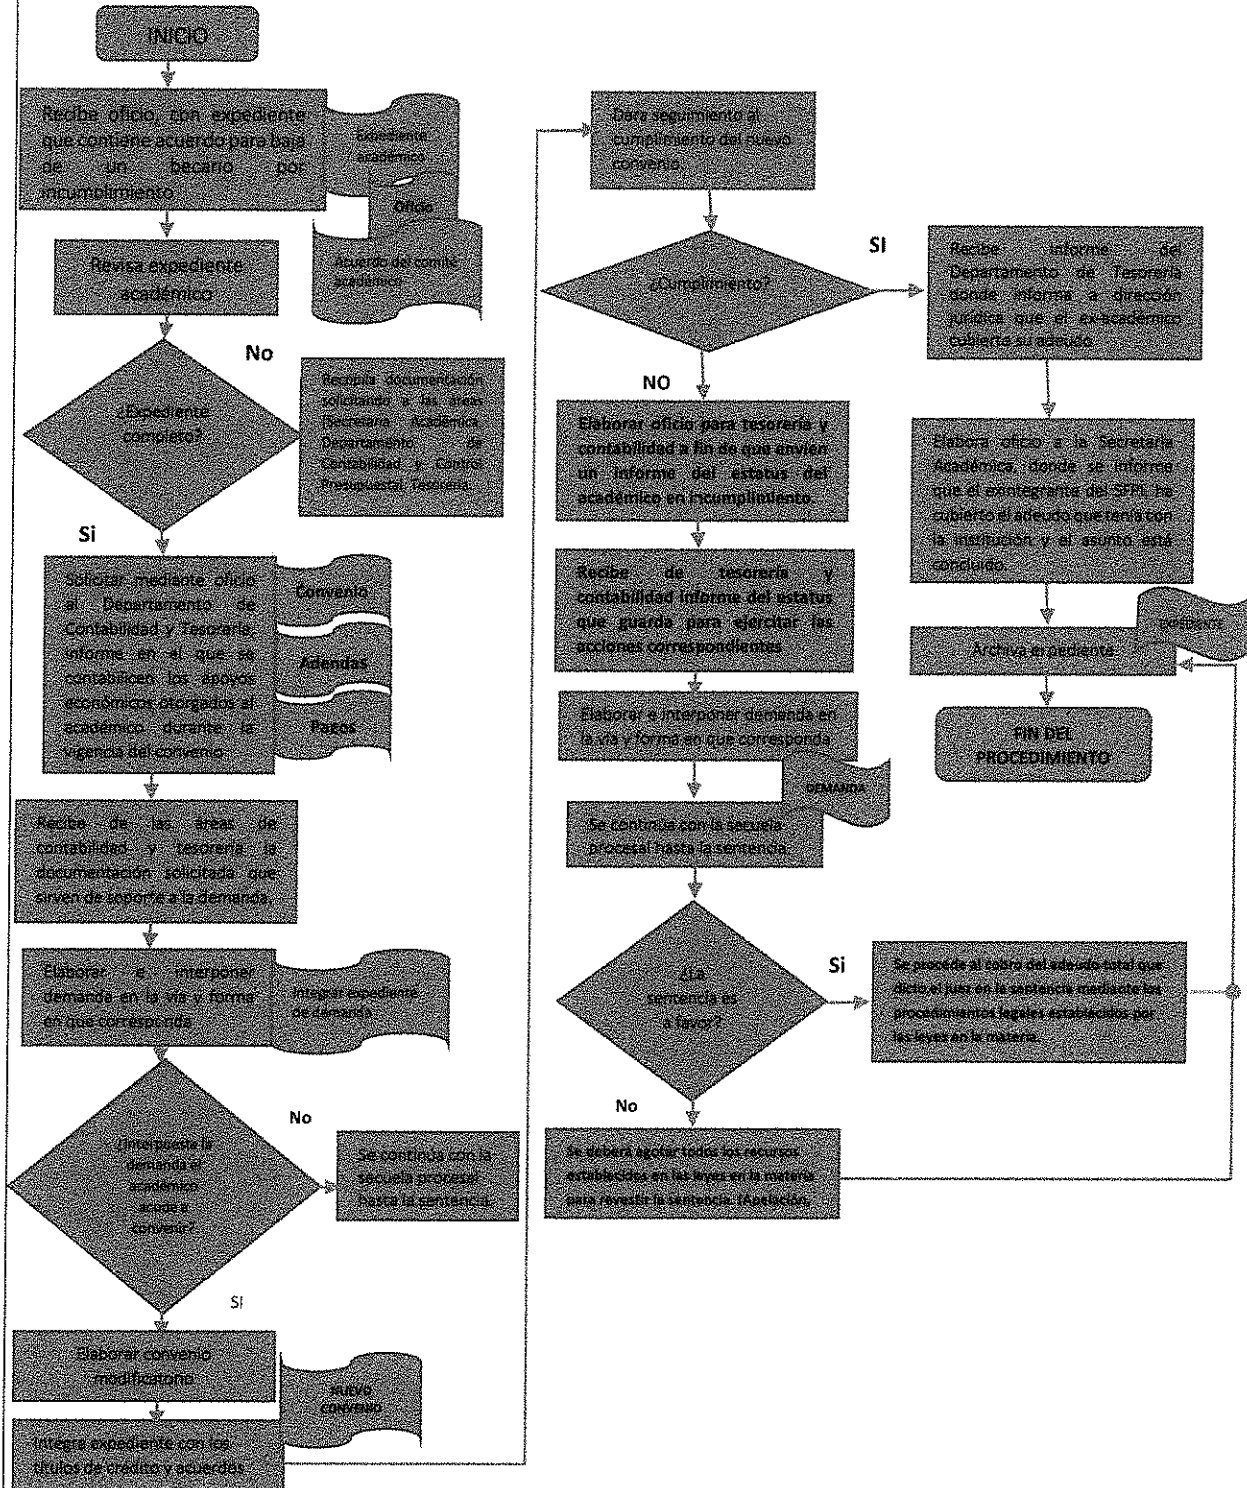 INICIO
Recibe oficio, con expediente
que contiene acuerdo para baja
de un becario por
incumplimiento
Expediente
académico
Oficio
Acuerdo del comité
académico
Revisa expediente
académico
No
¿Expediente
completo?
Recopila documentación
solicitando a las áreas
(Secretaria Académica,
Departamento de
Contabilidad y Control
Presupuestal, Tesorería.
Si
Solicitar mediante oficio
al Departamento de
Contabilidad y Tesorería,
informe en el que se
contabilicen los apoyos
económicos otorgados al
académico durante la
vigencia del convenio
Convenio
Adendas
Pagos
Recibe de las áreas de
contabilidad y tesorería la
documentación solicitada que
sirven de soporte a la demanda.
Elaborar e interponer
demanda en la vía y forma
en que corresponda
Integrar expediente
de demanda
No
¿Interpuesta la
demanda el
académico
acude a
convenir?
Se continúa con la
secuela procesal
hasta la sentencia.
SI
Elaborar convenio
modificatorio
NUEVO
CONVENIO
Integra expediente con los
títulos de crédito y acuerdos
Dara seguimiento al
cumplimiento del nuevo
convenio.
¿Cumplimiento?
SI
Recibe informe del
Departamento de Tesorería
donde informa a dirección
jurídica que el ex-académico
cubierto su adeudo
NO
Elaborar oficio para tesorería y
contabilidad a fin de que envíen
un informe del estatus del
académico en incumplimiento.
Elabora oficio a la Secretaría
Académica, donde se informe
que el exintegrante del SFPI, ha
cubierto el adeudo que tenía con
la institución y el asunto está
concluido.
Recibe de tesorería y
contabilidad informe del estatus
que guarda para ejercitar las
acciones correspondientes
EXPEDIENTE
Archiva expediente
Elaborar e interponer demanda en
la vía y forma en que corresponda
FIN DEL
PROCEDIMIENTO
DEMANDA
Se continúa con la secuela
procesal hasta la sentencia
¿La
sentencia es
a favor?
Si
Se procede al cobro del adeudo total que
dicto el juez en la sentencia mediante los
procedimientos legales establecidos por
las leyes en la materia.
No
Se deberá agotar todos los recursos
establecidos en las leyes en la materia
para revestir la sentencia. (Apelación,